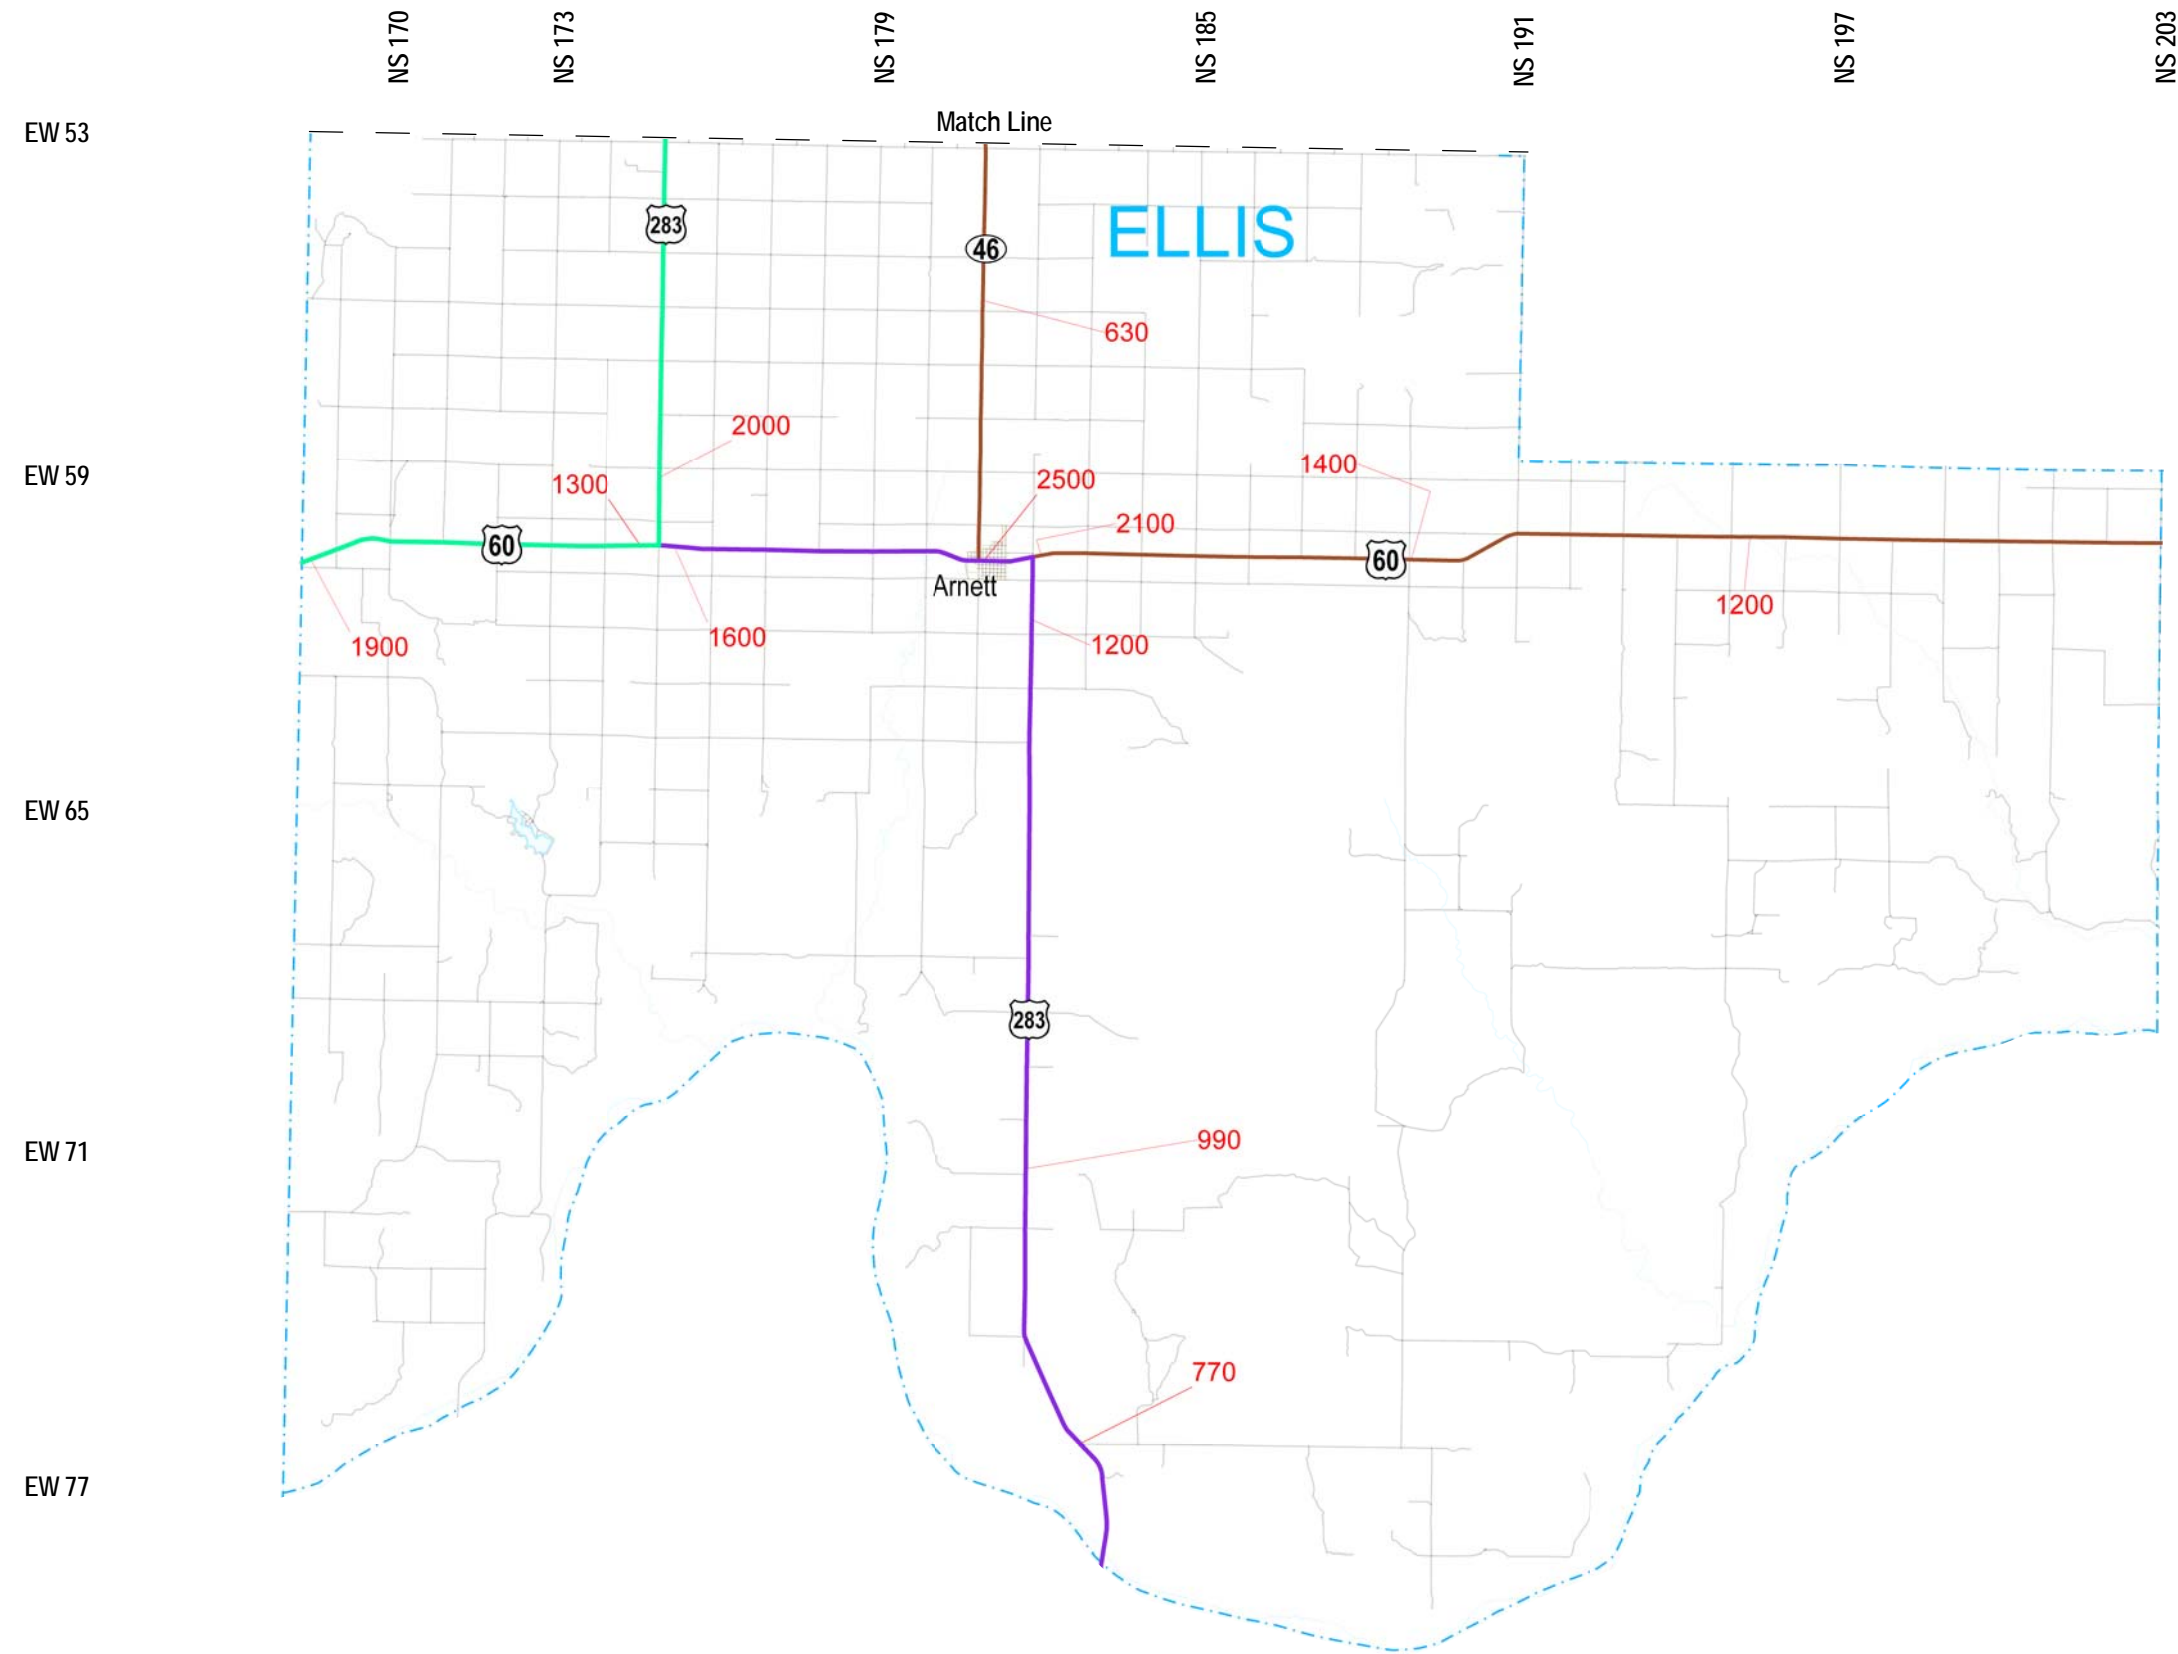 NS 170
NS 173
NS 179
NS 185
NS 191
NS 197
NS 203
Match Line
EW 53
283
46
ELLIS
630
2000
1400
EW 59
1300
2500
2100
60
60
Arnett
1200
1600
1200
1900
EW 65
283
990
EW 71
770
EW 77